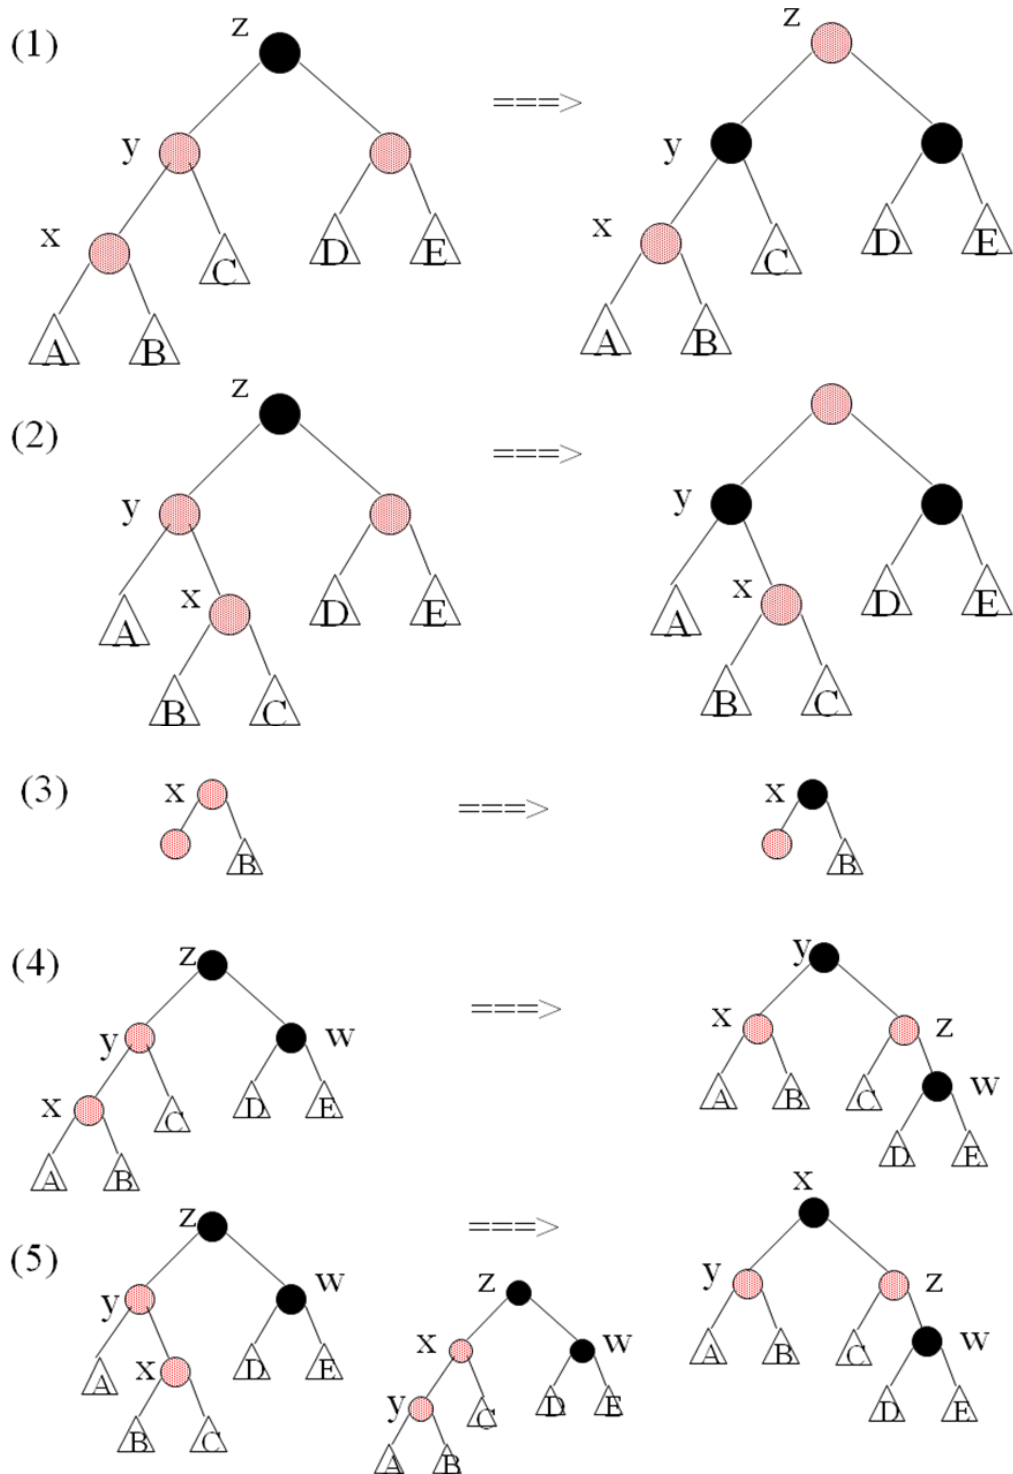 (1) z ===> z
y y
x x
C D E C D E
A B A B
(2) z ===>
y y
x x
A D E A D E
B C B C
(3) x ===> x
B B
(4) z ===> y
y w x z
x C D E A B C w
A B D E
(5) z ===> x
y w z y z
x x w w
A D E A B C
B C y C D E D E
A B